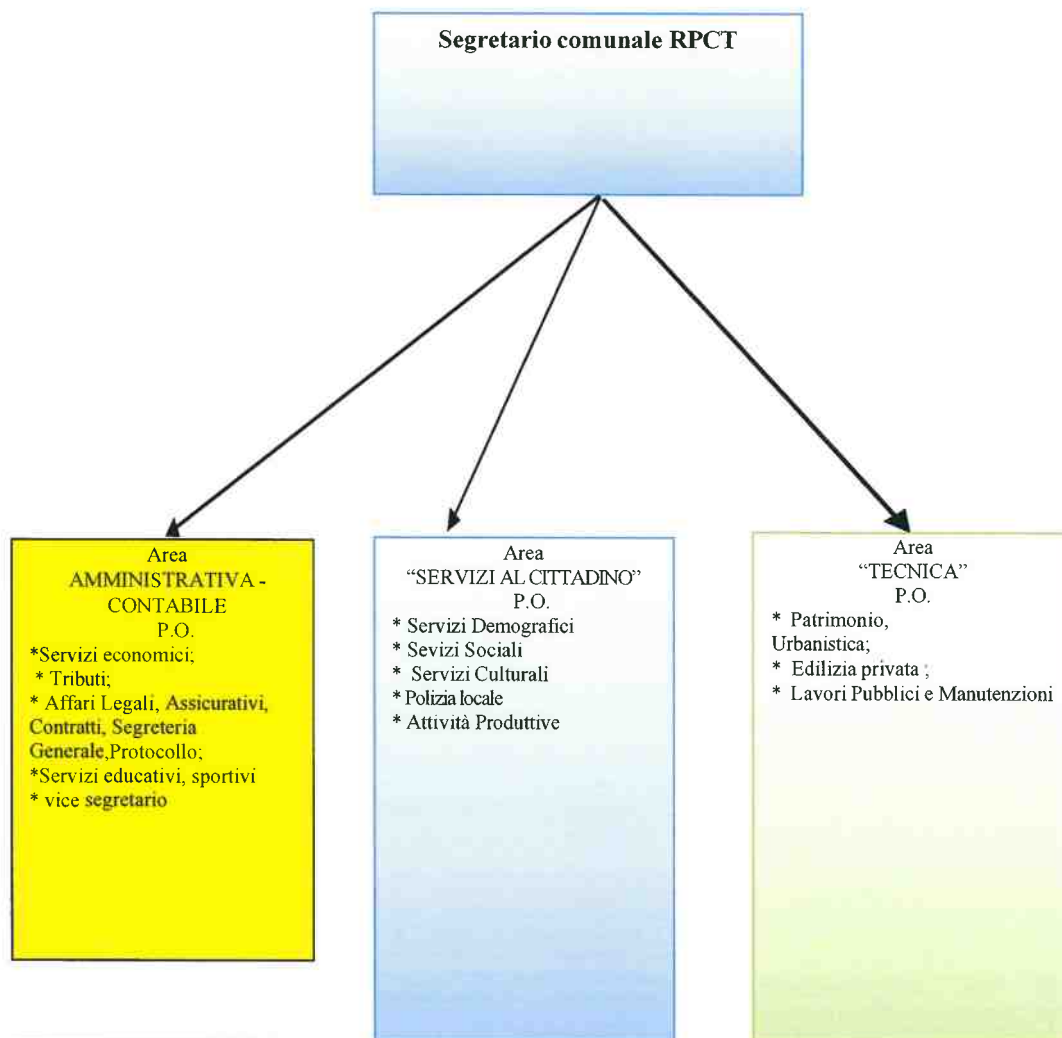 Segretario comunale RPCT
Area
AMMINISTRATIVA -
CONTABILE
P.O.
*Servizi economici;
* Tributi;
* Affari Legali, Assicurativi,
Contratti, Segreteria
Generale,Protocollo;
*Servizi educativi, sportivi
* vice segretario
Area
“SERVIZI AL CITTADINO”
P.O.
* Servizi Demografici
* Sevizi Sociali
* Servizi Culturali
* Polizia locale
* Attività Produttive
Area
“TECNICA”
P.O.
* Patrimonio,
Urbanistica;
* Edilizia privata ;
* Lavori Pubblici e Manutenzioni